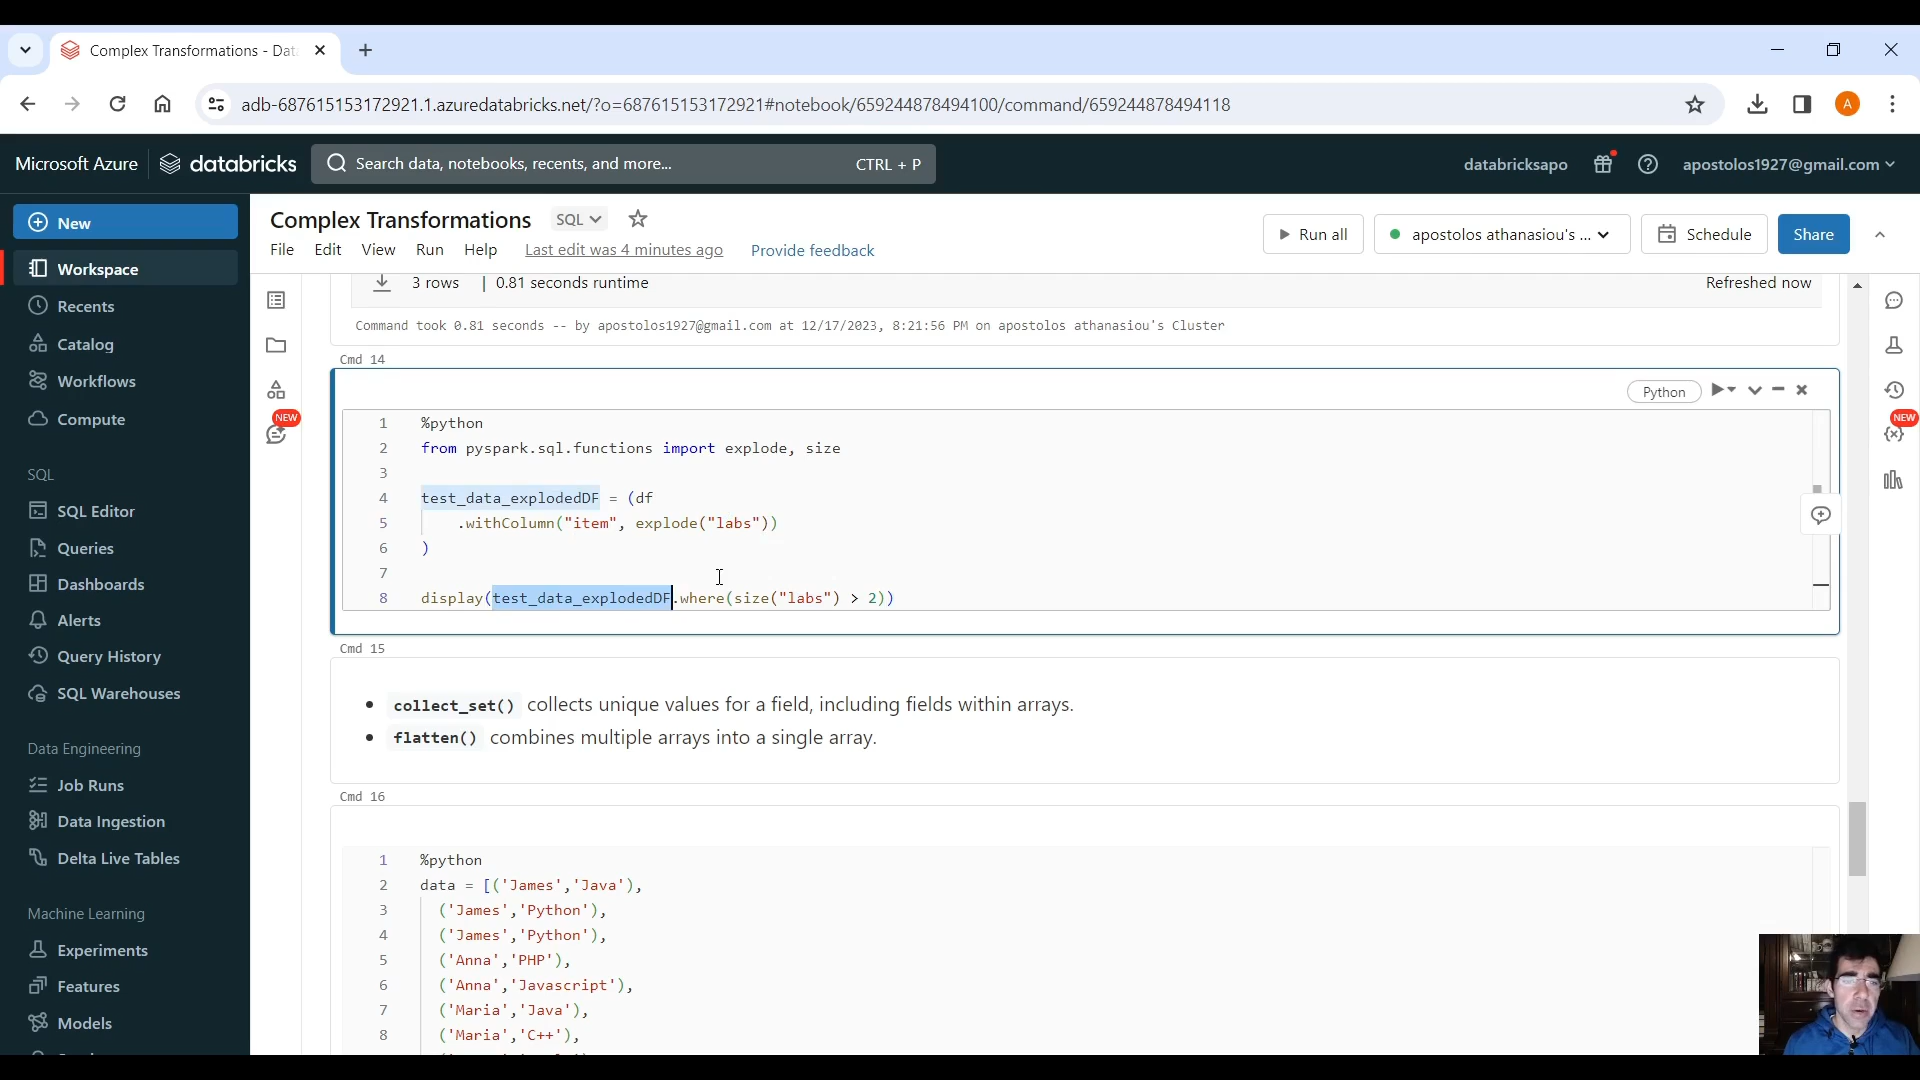 Complex Transformations - Dat
adb-687615153172921.1.azuredatabricks.net/?o=687615153172921#notebook/659244878494100/command/659244878494118
A
Microsoft Azure databricks
Search data, notebooks, recents, and more... CTRL + P
databricksapo
apostolos1927@gmail.com
New
Workspace
Recents
Catalog
Workflows
Compute
SQL
SQL Editor
Queries
Dashboards
Alerts
Query History
SQL Warehouses
Data Engineering
Job Runs
Data Ingestion
Delta Live Tables
Machine Learning
Experiments
Features
Models
Complex Transformations SQL
File Edit View Run Help Last edit was 4 minutes ago Provide feedback
Run all
apostolos athanasiou's ...
Schedule
Share
NEW
3 rows | 0.81 seconds runtime Refreshed now
Command took 0.81 seconds -- by apostolos1927@gmail.com at 12/17/2023, 8:21:56 PM on apostolos athanasiou's Cluster
Cmd 14
Python
1 %python
2 from pyspark.sql.functions import explode, size
3
4 test_data_explodedDF = (df
5 .withColumn("item", explode("labs"))
6 )
7
8 display(test_data_explodedDF.where(size("labs") > 2))
Cmd 15
• collect_set() collects unique values for a field, including fields within arrays.
• flatten() combines multiple arrays into a single array.
Cmd 16
1 %python
2 data = [('James','Java'),
3 ('James','Python'),
4 ('James','Python'),
5 ('Anna','PHP'),
6 ('Anna','Javascript'),
7 ('Maria','Java'),
8 ('Maria','C++'),
NEW